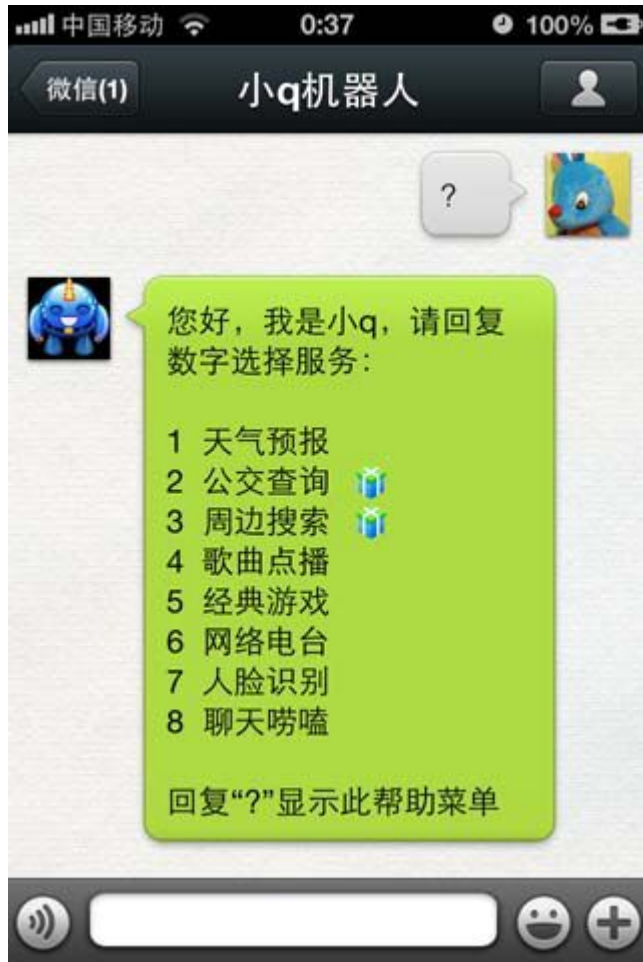 中国移动 0:37 100%
微信(1) 小q机器人
?
您好，我是小q，请回复
数字选择服务：
1 天气预报
2 公交查询
3 周边搜索
4 歌曲点播
5 经典游戏
6 网络电台
7 人脸识别
8 聊天唠嗑
回复“?”显示此帮助菜单